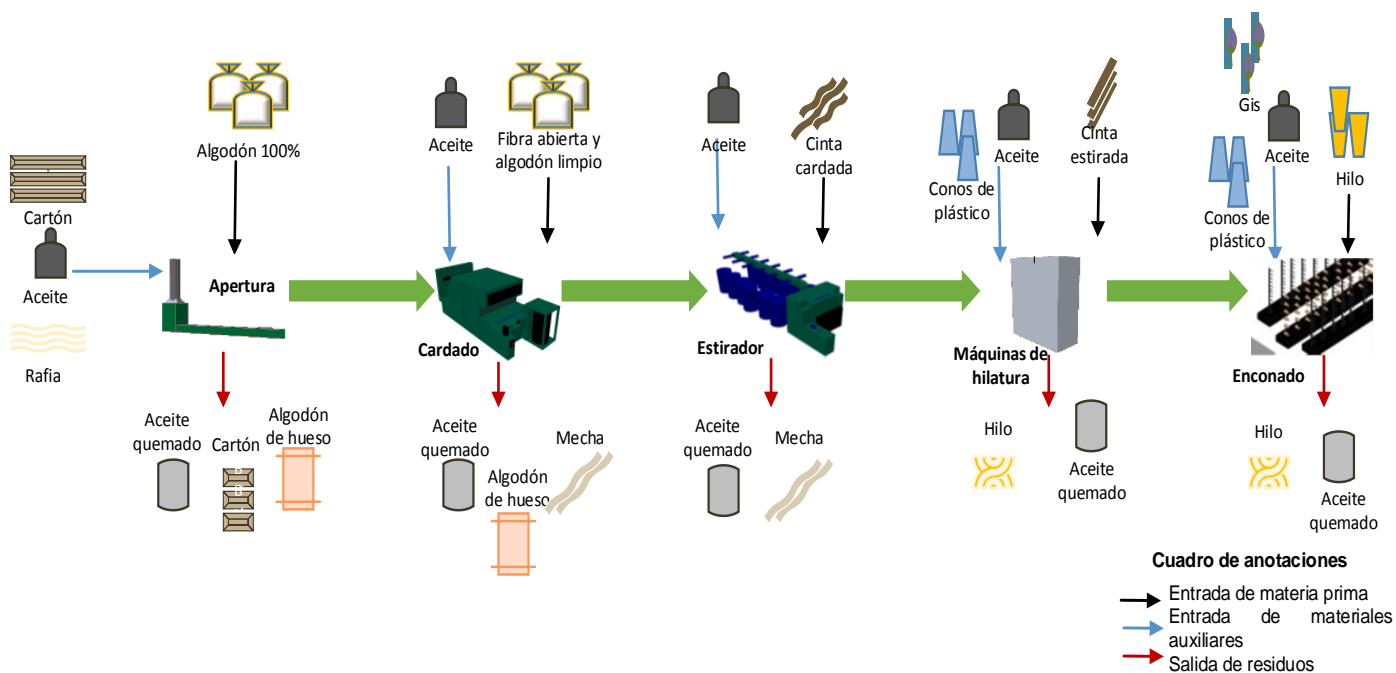 Cartón
Aceite
Rafia
Algodón 100%
Apertura
Aceite
quemado
Cartón
Algodón
de hueso
Aceite
Fibra abierta y
algodón limpio
Cardado
Aceite
quemado
Algodón
de hueso
Mecha
Aceite
Cinta
cardada
Estirador
Aceite
quemado
Mecha
Conos de
plástico
Aceite
Cinta
estirada
Máquinas de
hilatura
Hilo
Aceite
quemado
Gis
Conos de
plástico
Aceite
Hilo
Enconado
Hilo
Aceite
quemado
Cuadro de anotaciones
Entrada de materia prima
Entrada de materiales
auxiliares
Salida de residuos